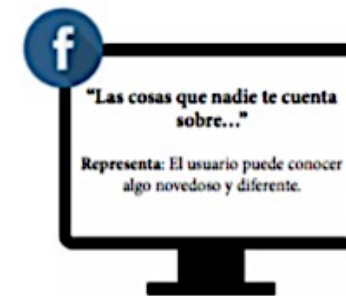 f
“Las cosas que nadie te cuenta
sobre…”
Representa: El usuario puede conocer
algo novedoso y diferente.